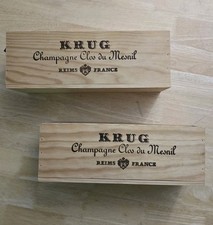 KRUG
Champagne Clos du Mesnil
REIMS FRANCE
KRUG
Champagne Clos du Mesnil
REIMS FRANCE